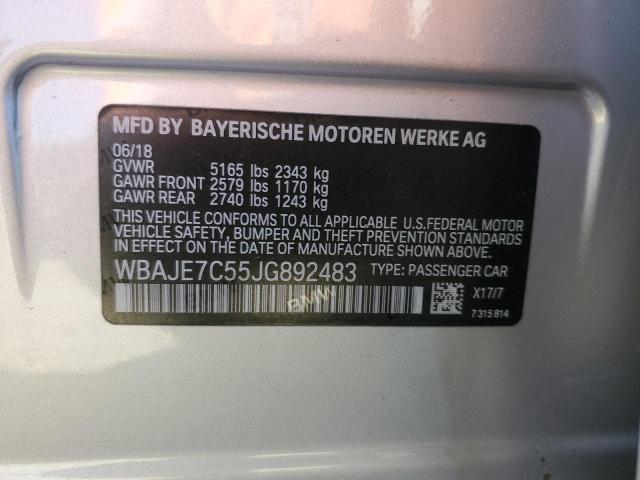 MFD BY BAYERISCHE MOTOREN WERKE AG
06/18
GVWR 5165 lbs 2343 kg
GAWR FRONT 2579 lbs 1170 kg
GAWR REAR 2740 lbs 1243 kg
THIS VEHICLE CONFORMS TO ALL APPLICABLE U.S.FEDERAL MOTOR
VEHICLE SAFETY, BUMPER, AND THEFT PREVENTION STANDARDS
IN EFFECT ON THE DATE OF MANUFACTURE SHOWN ABOVE.
WBAJE7C55JG892483 TYPE: PASSENGER CAR
BMW
X17/7
7 315 814